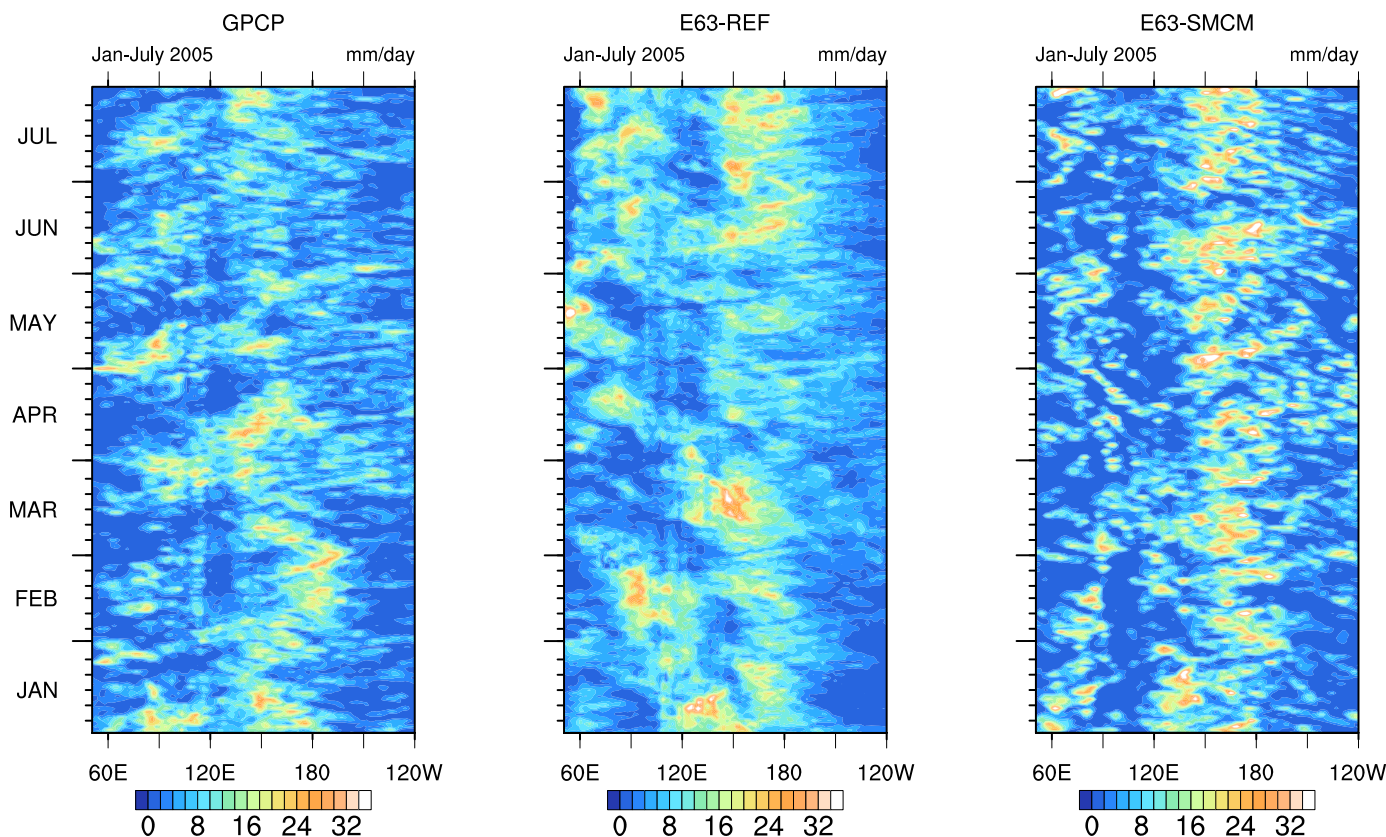 GPCP
Jan-July 2005 mm/day
JUL
JUN
MAY
APR
MAR
FEB
JAN
60E 120E 180 120W
0 8 16 24 32
E63-REF
Jan-July 2005 mm/day
60E 120E 180 120W
0 8 16 24 32
E63-SMCM
Jan-July 2005 mm/day
60E 120E 180 120W
0 8 16 24 32